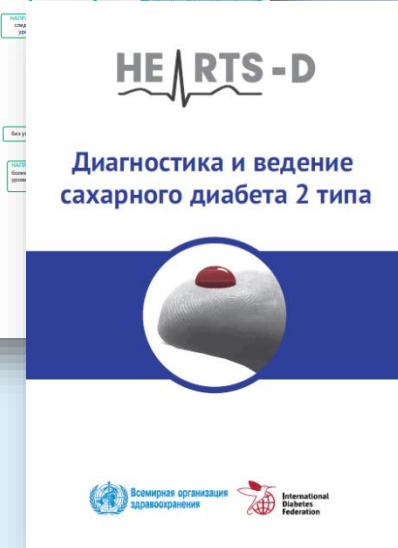 HEARTS-D
Диагностика и ведение
сахарного диабета 2 типа
Всемирная организация
здравоохранения
International
Diabetes
Federation